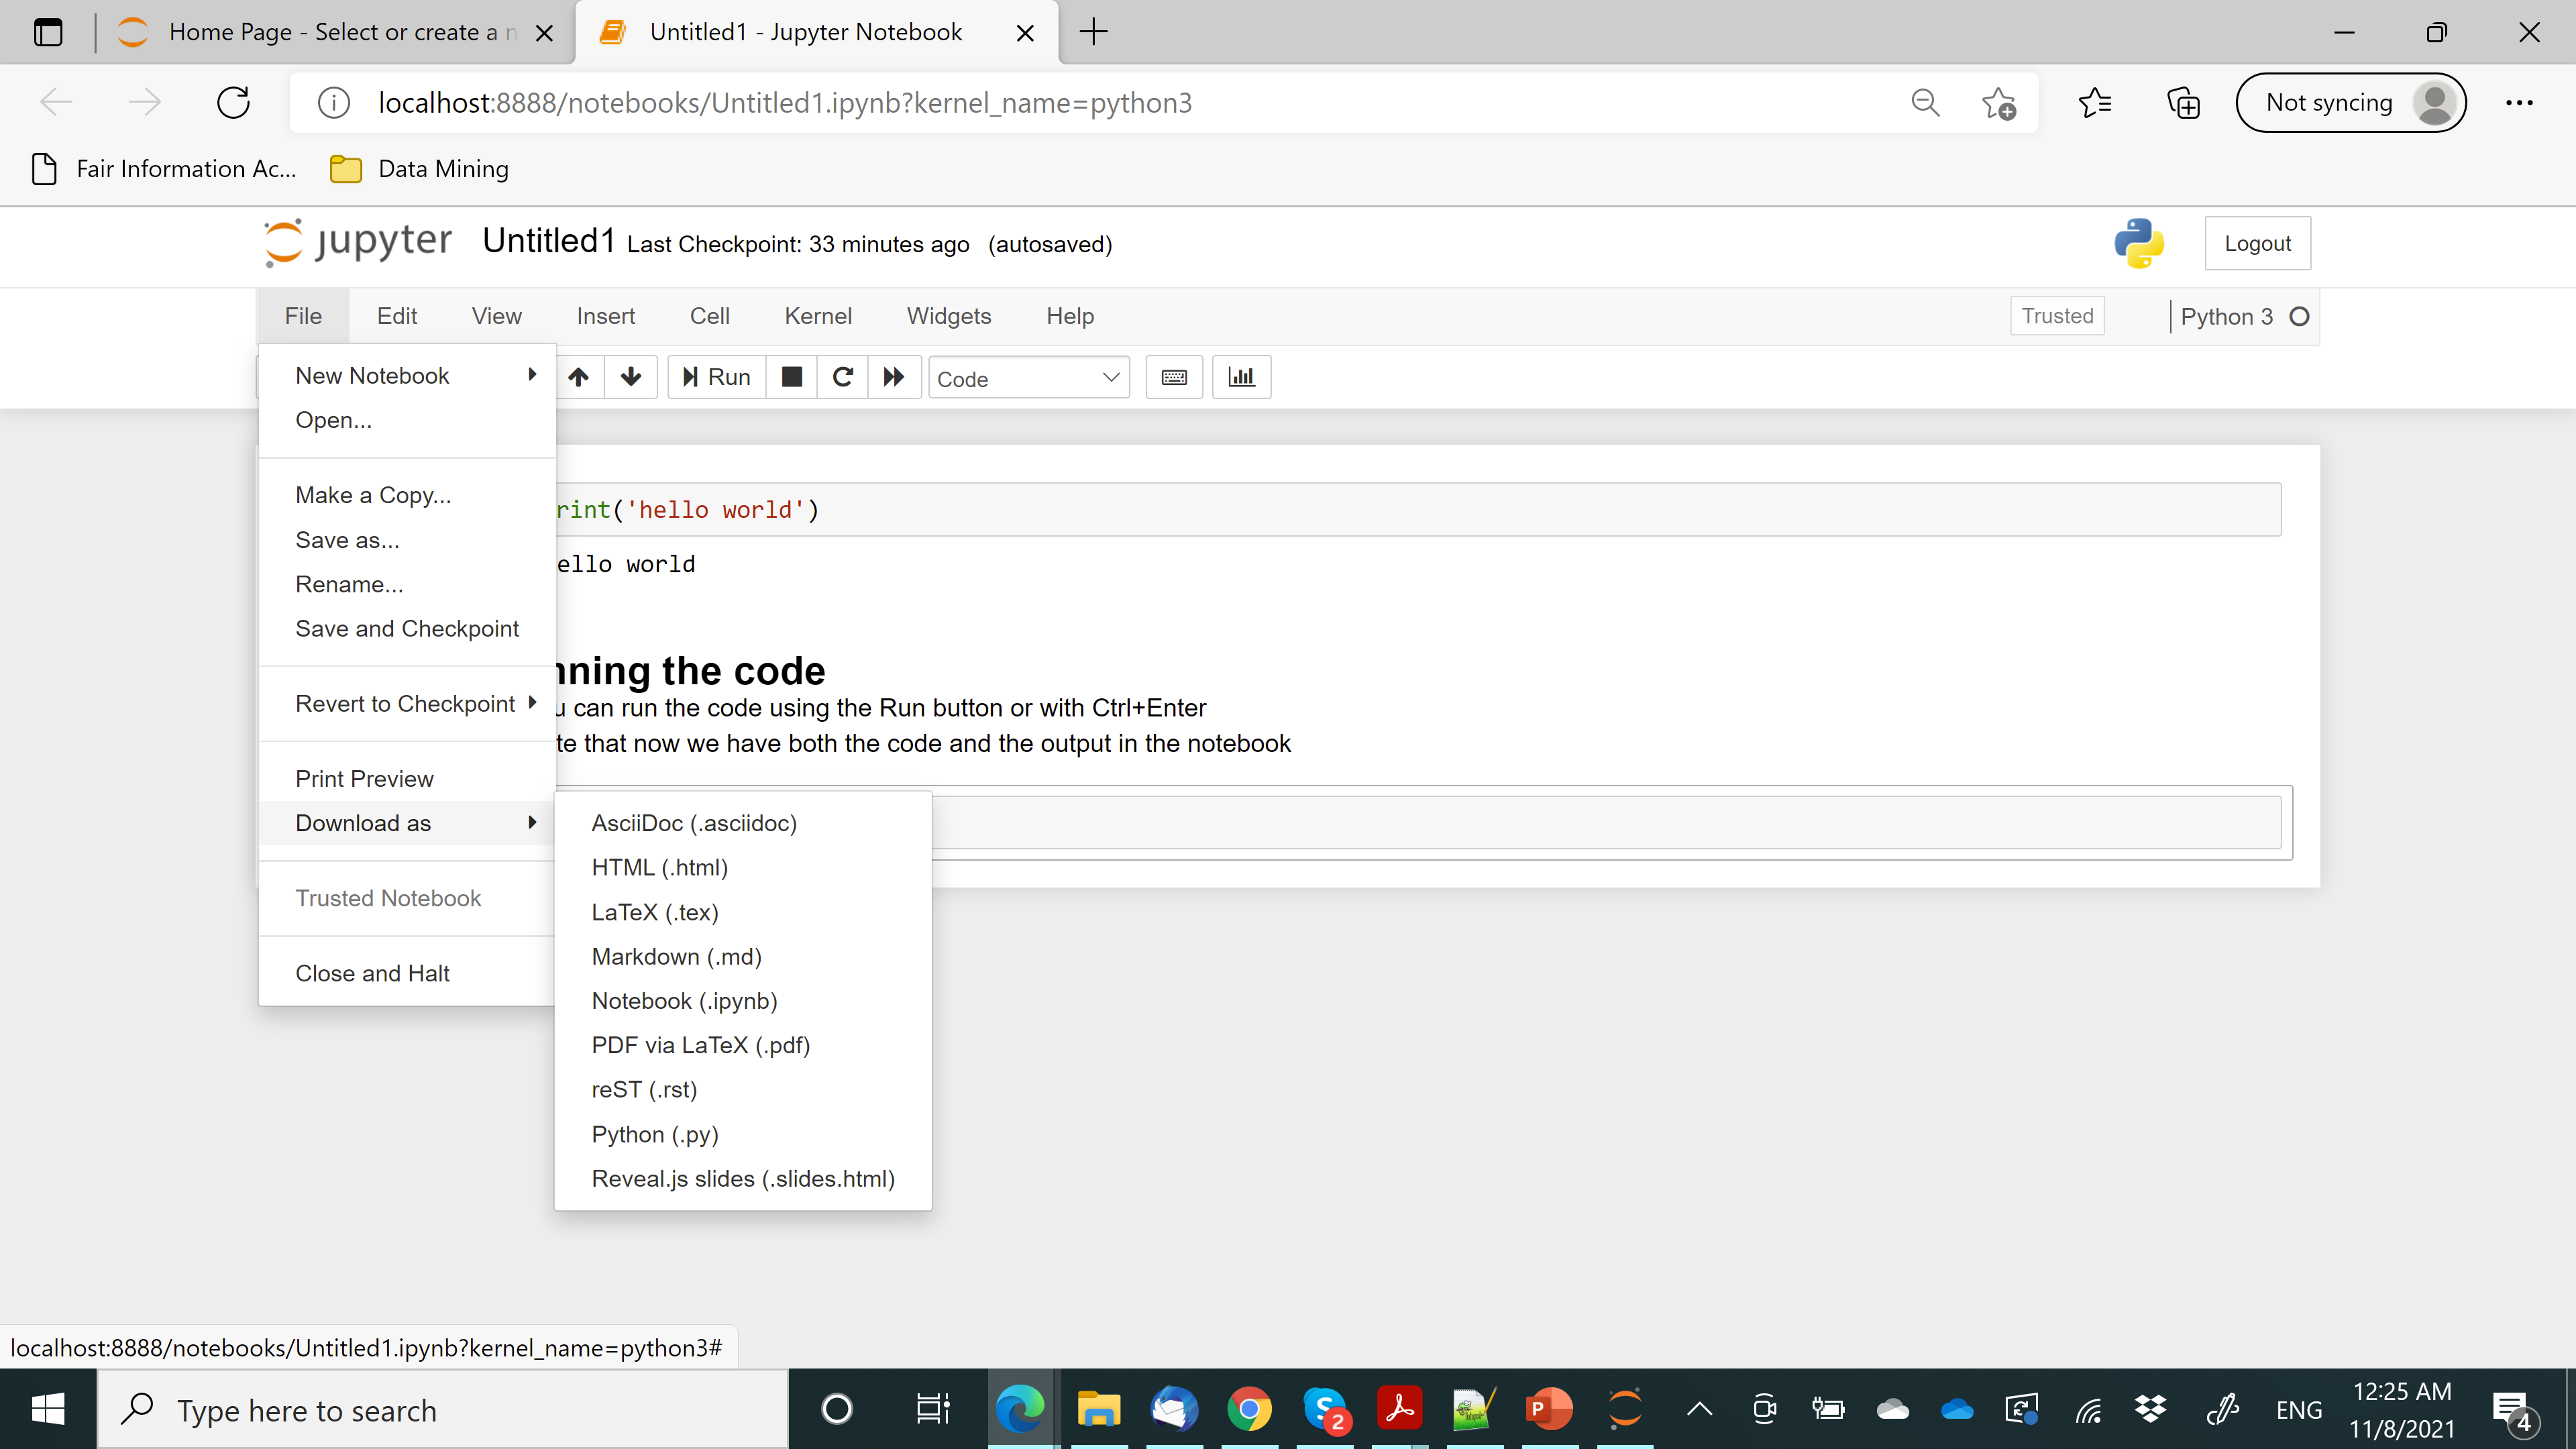 Home Page - Select or create a n
Untitled1 - Jupyter Notebook
localhost:8888/notebooks/Untitled1.ipynb?kernel_name=python3
Not syncing
Fair Information Ac...
Data Mining
jupyter Untitled1 Last Checkpoint: 33 minutes ago (autosaved)
Logout
File Edit View Insert Cell Kernel Widgets Help
Trusted
Python 3
Run
Code
New Notebook
Open...
Make a Copy...
Save as...
Rename...
Save and Checkpoint
Revert to Checkpoint
Print Preview
Download as
Trusted Notebook
Close and Halt
rint('hello world')
ello world
nning the code
u can run the code using the Run button or with Ctrl+Enter
te that now we have both the code and the output in the notebook
AsciiDoc (.asciidoc)
HTML (.html)
LaTeX (.tex)
Markdown (.md)
Notebook (.ipynb)
PDF via LaTeX (.pdf)
reST (.rst)
Python (.py)
Reveal.js slides (.slides.html)
localhost:8888/notebooks/Untitled1.ipynb?kernel_name=python3#
Type here to search
S 2
P
ENG
12:25 AM
11/8/2021
4